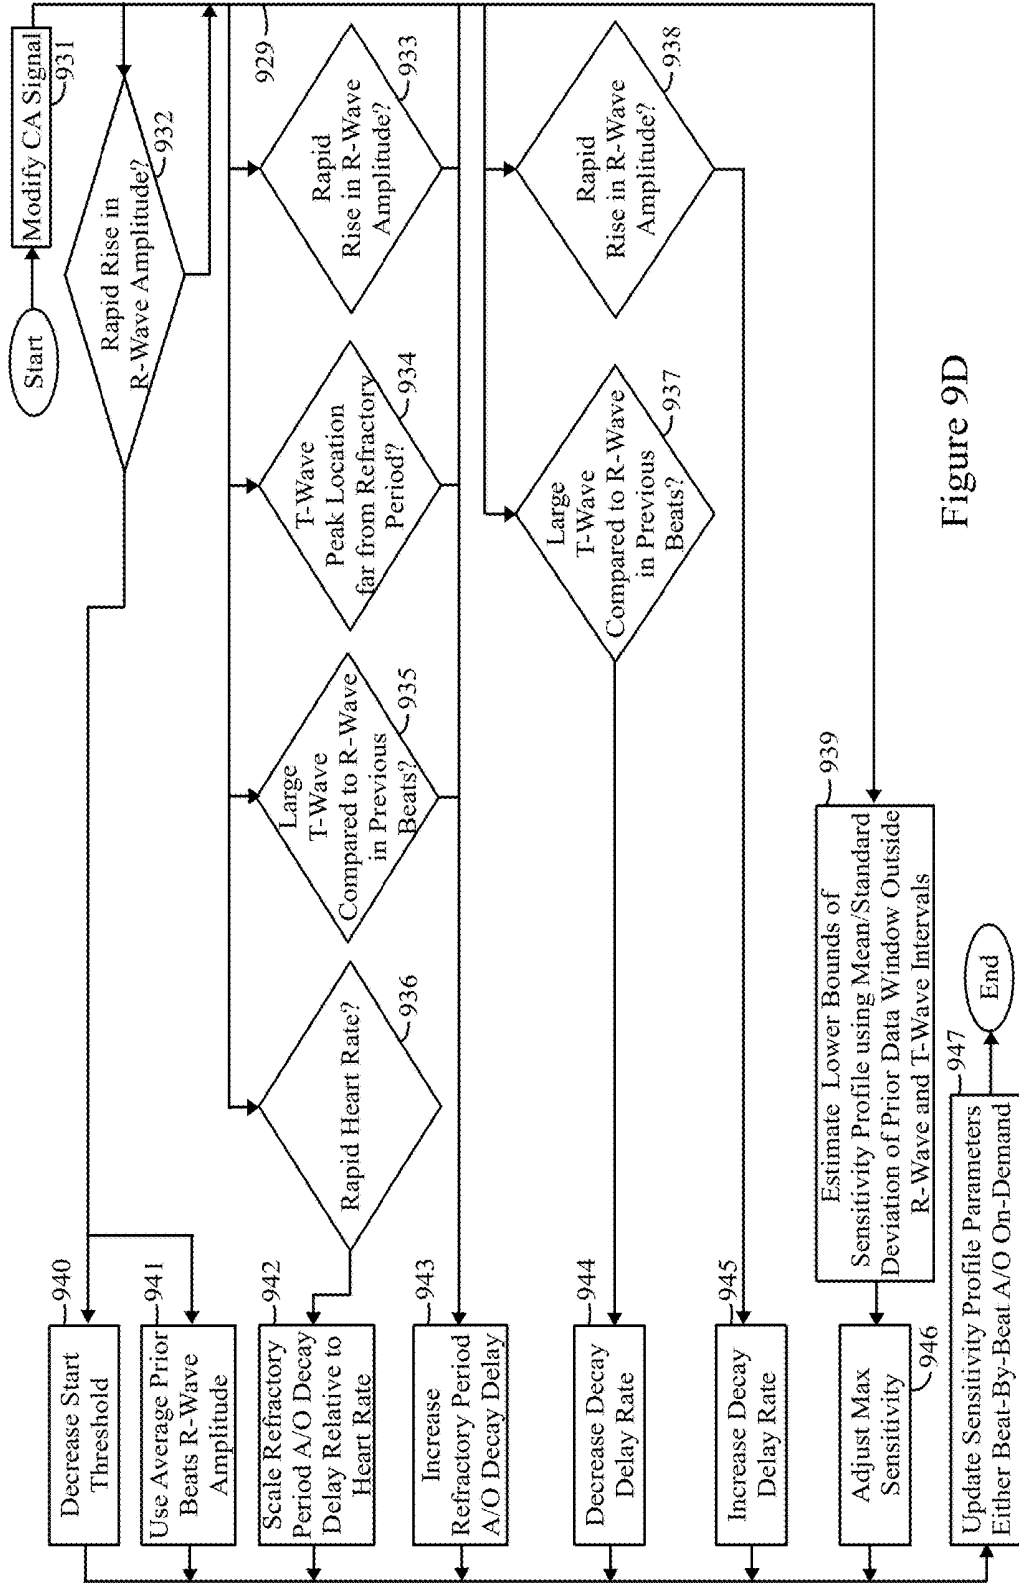 Start
Modify CA Signal
931
Rapid Rise in
R-Wave Amplitude?
932
929
Rapid
Rise in R-Wave
Amplitude?
933
T-Wave
Peak Location
far from Refractory
Period?
934
Large
T-Wave
Compared to R-Wave
in Previous
Beats?
935
Rapid Heart Rate?
936
Large
T-Wave
Compared to R-Wave
in Previous
Beats?
937
Rapid
Rise in R-Wave
Amplitude?
938
Estimate Lower Bounds of
Sensitivity Profile using Mean/Standard
Deviation of Prior Data Window Outside
R-Wave and T-Wave Intervals
939
Decrease Start
Threshold
940
Use Average Prior
Beats R-Wave
Amplitude
941
Scale Refractory
Period A/O Decay
Delay Relative to
Heart Rate
942
Increase
Refractory Period
A/O Decay Delay
943
Decrease Decay
Delay Rate
944
Increase Decay
Delay Rate
945
Adjust Max
Sensitivity
946
Update Sensitivity Profile Parameters
Either Beat-By-Beat A/O On-Demand
947
End
Figure 9D